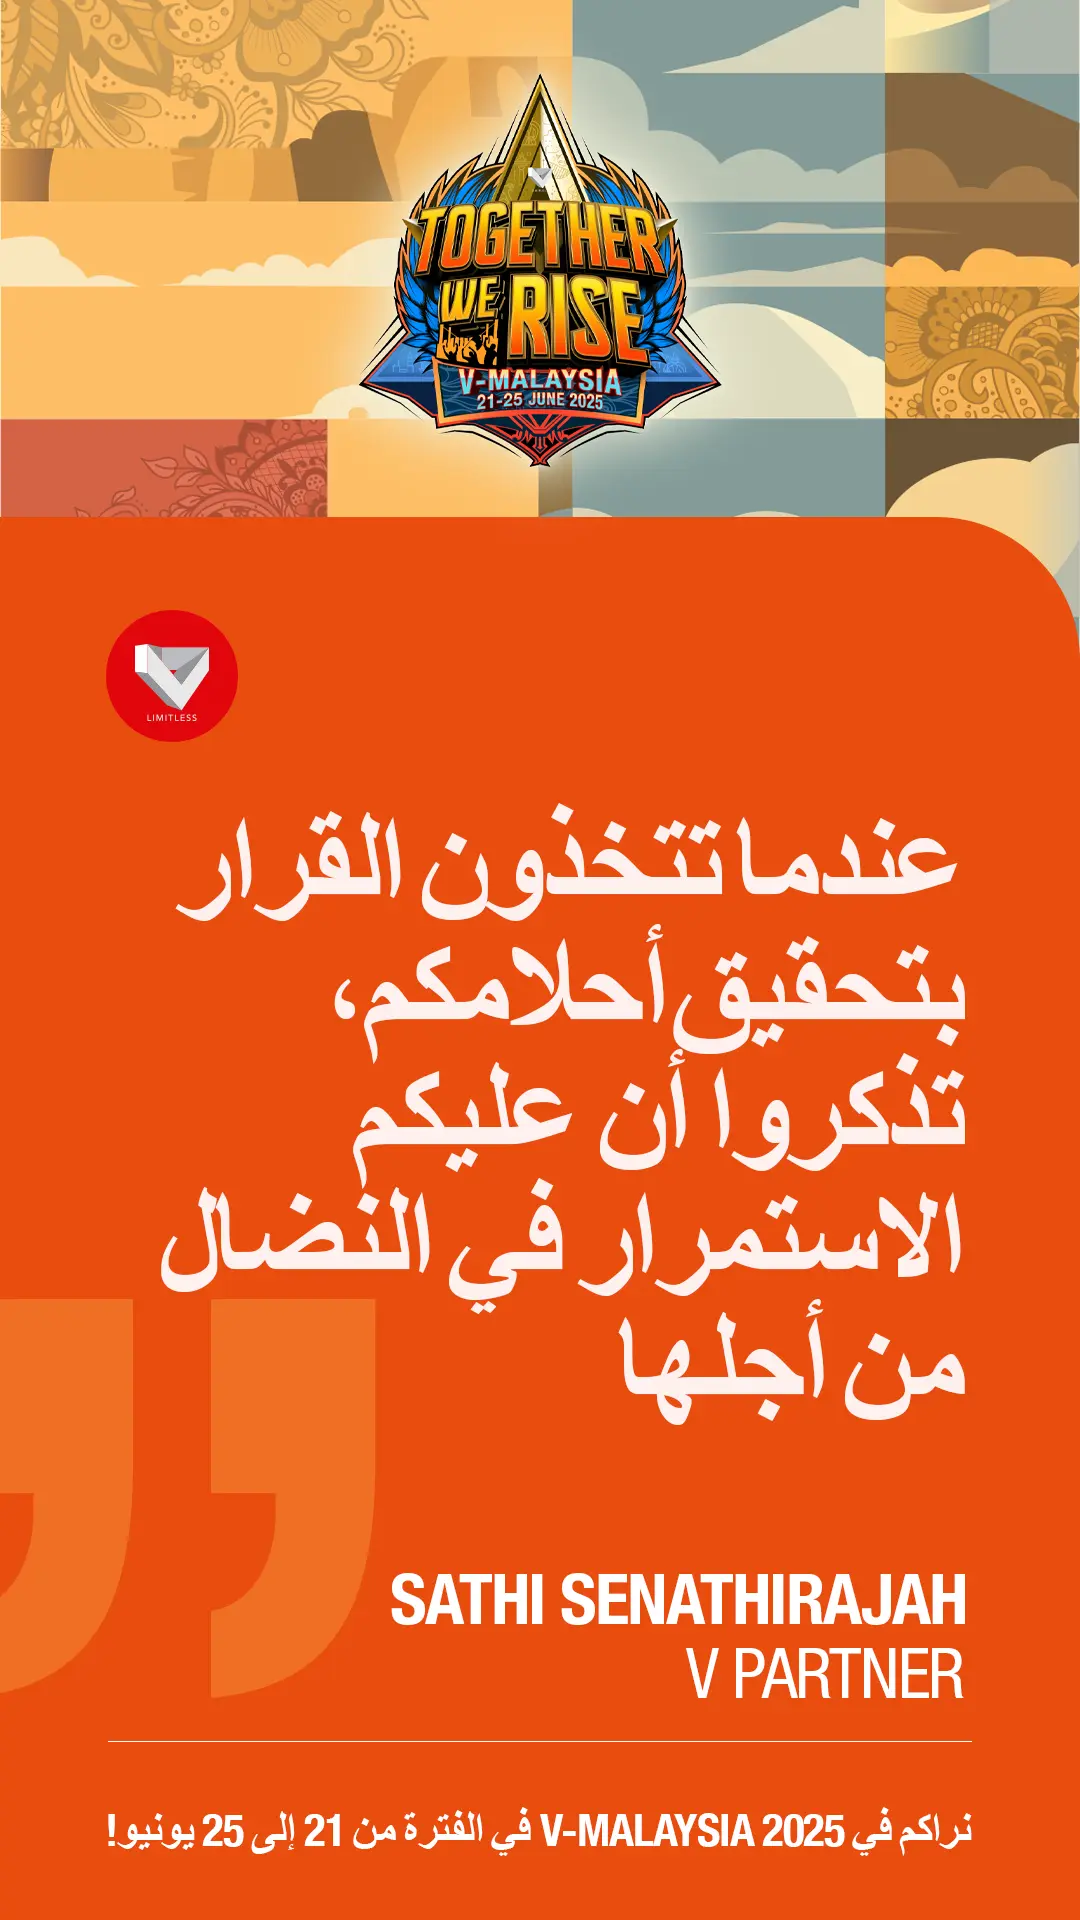 TOGETHER
WE RISE
V-MALAYSIA
21-25 JUNE 2025
LIMITLESS
عندما تتخذون القرار
بتحقيق أحلامكم،
تذكروا أن عليكم
الاستمرار في النضال
من أجلها
SATHI SENATHIRAJAH
V PARTNER
نراكم في V-MALAYSIA 2025 في الفترة من 21 إلى 25 يونيو!